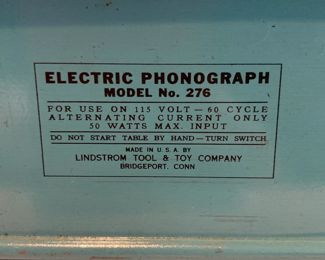 ELECTRIC PHONOGRAPH
MODEL No. 276
FOR USE ON 115 VOLT — 60 CYCLE
ALTERNATING CURRENT ONLY
50 WATTS MAX. INPUT
DO NOT START TABLE BY HAND — TURN SWITCH
MADE IN U.S.A. BY
LINDSTROM TOOL & TOY COMPANY
BRIDGEPORT, CONN